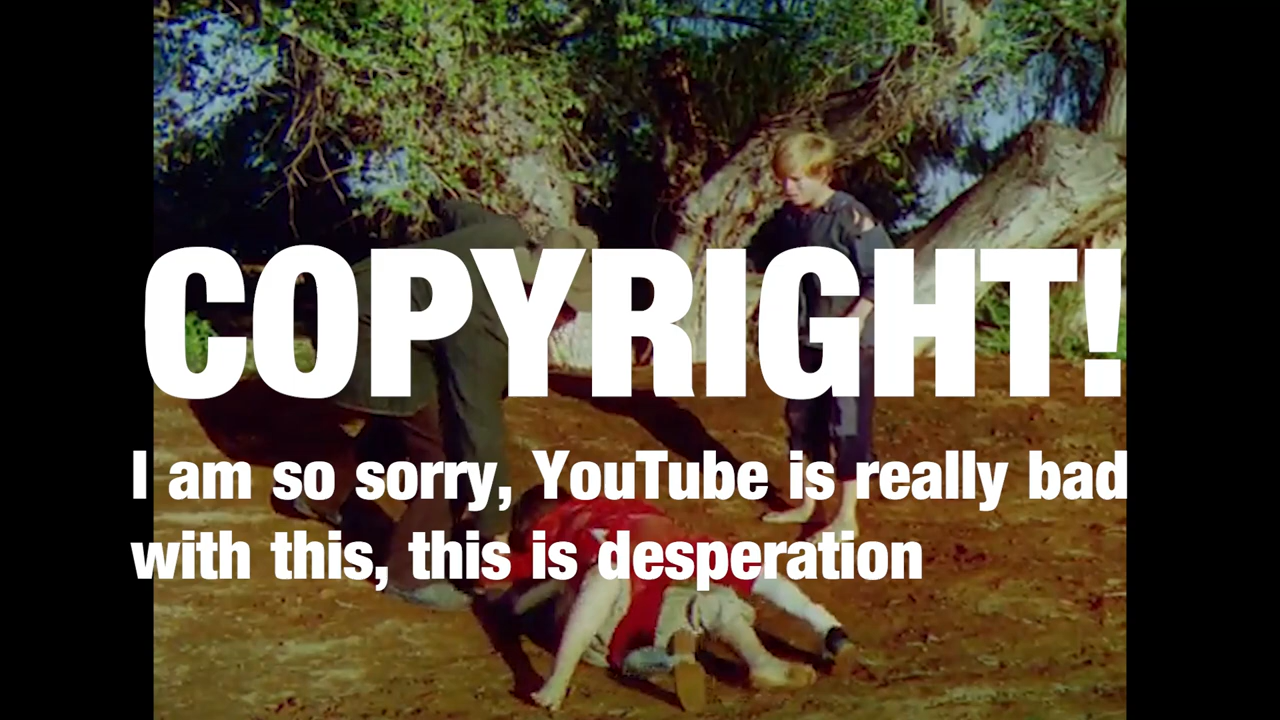 COPYRIGHT!
I am so sorry, YouTube is really bad
with this, this is desperation